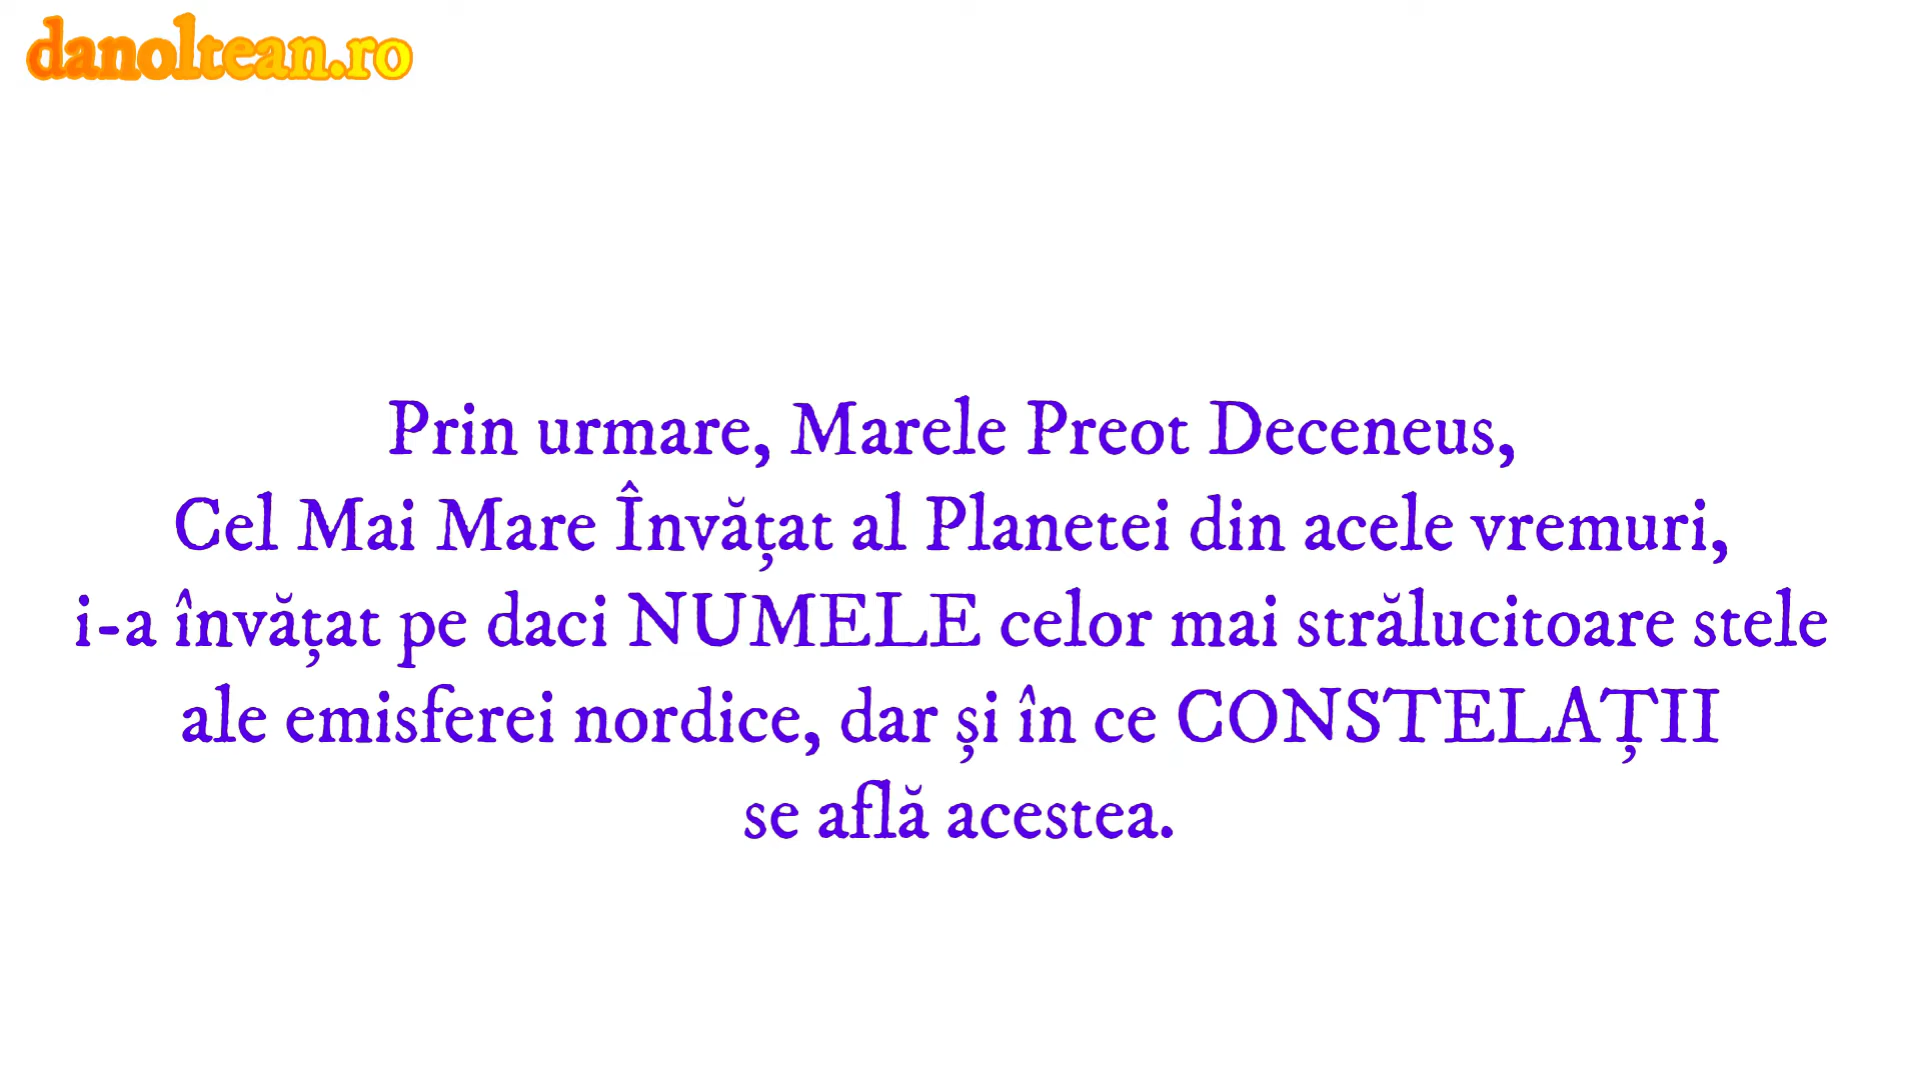 danoltean.ro
Prin urmare, Marele Preot Deceneus,
Cel Mai Mare Învățat al Planetei din acele vremuri,
i-a învățat pe daci NUMELE celor mai strălucitoare stele
ale emisferei nordice, dar și în ce CONSTELAȚII
se află acestea.